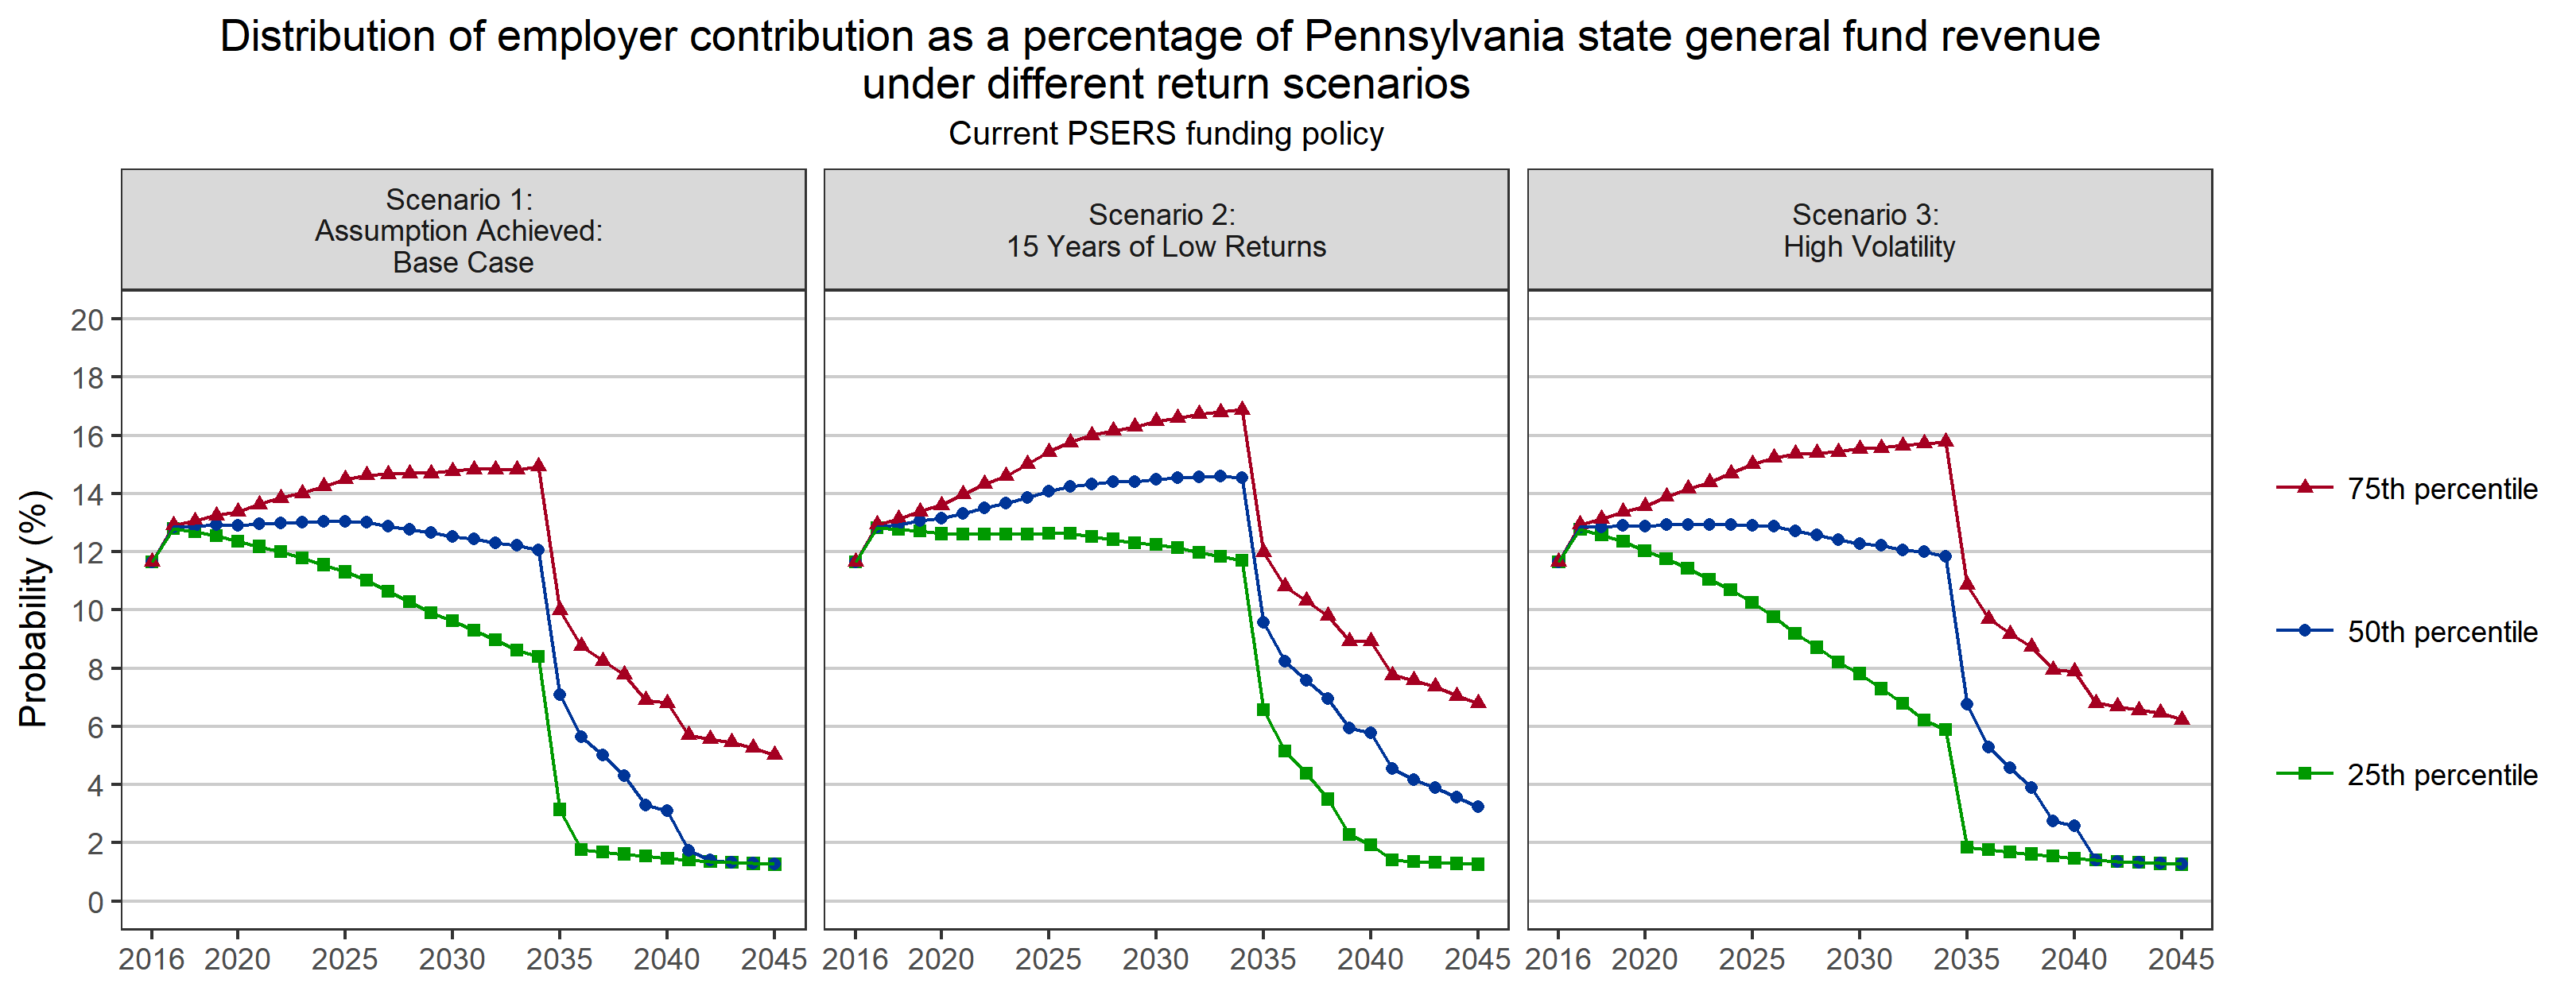 Distribution of employer contribution as a percentage of Pennsylvania state general fund revenue
under different return scenarios
Current PSERS funding policy
Scenario 1:
Assumption Achieved:
Base Case
Scenario 2:
15 Years of Low Returns
Scenario 3:
High Volatility
Probability (%)
20
18
16
14
12
10
8
6
4
2
0
2016 2020 2025 2030 2035 2040 2045
2016 2020 2025 2030 2035 2040 2045
2016 2020 2025 2030 2035 2040 2045
75th percentile
50th percentile
25th percentile